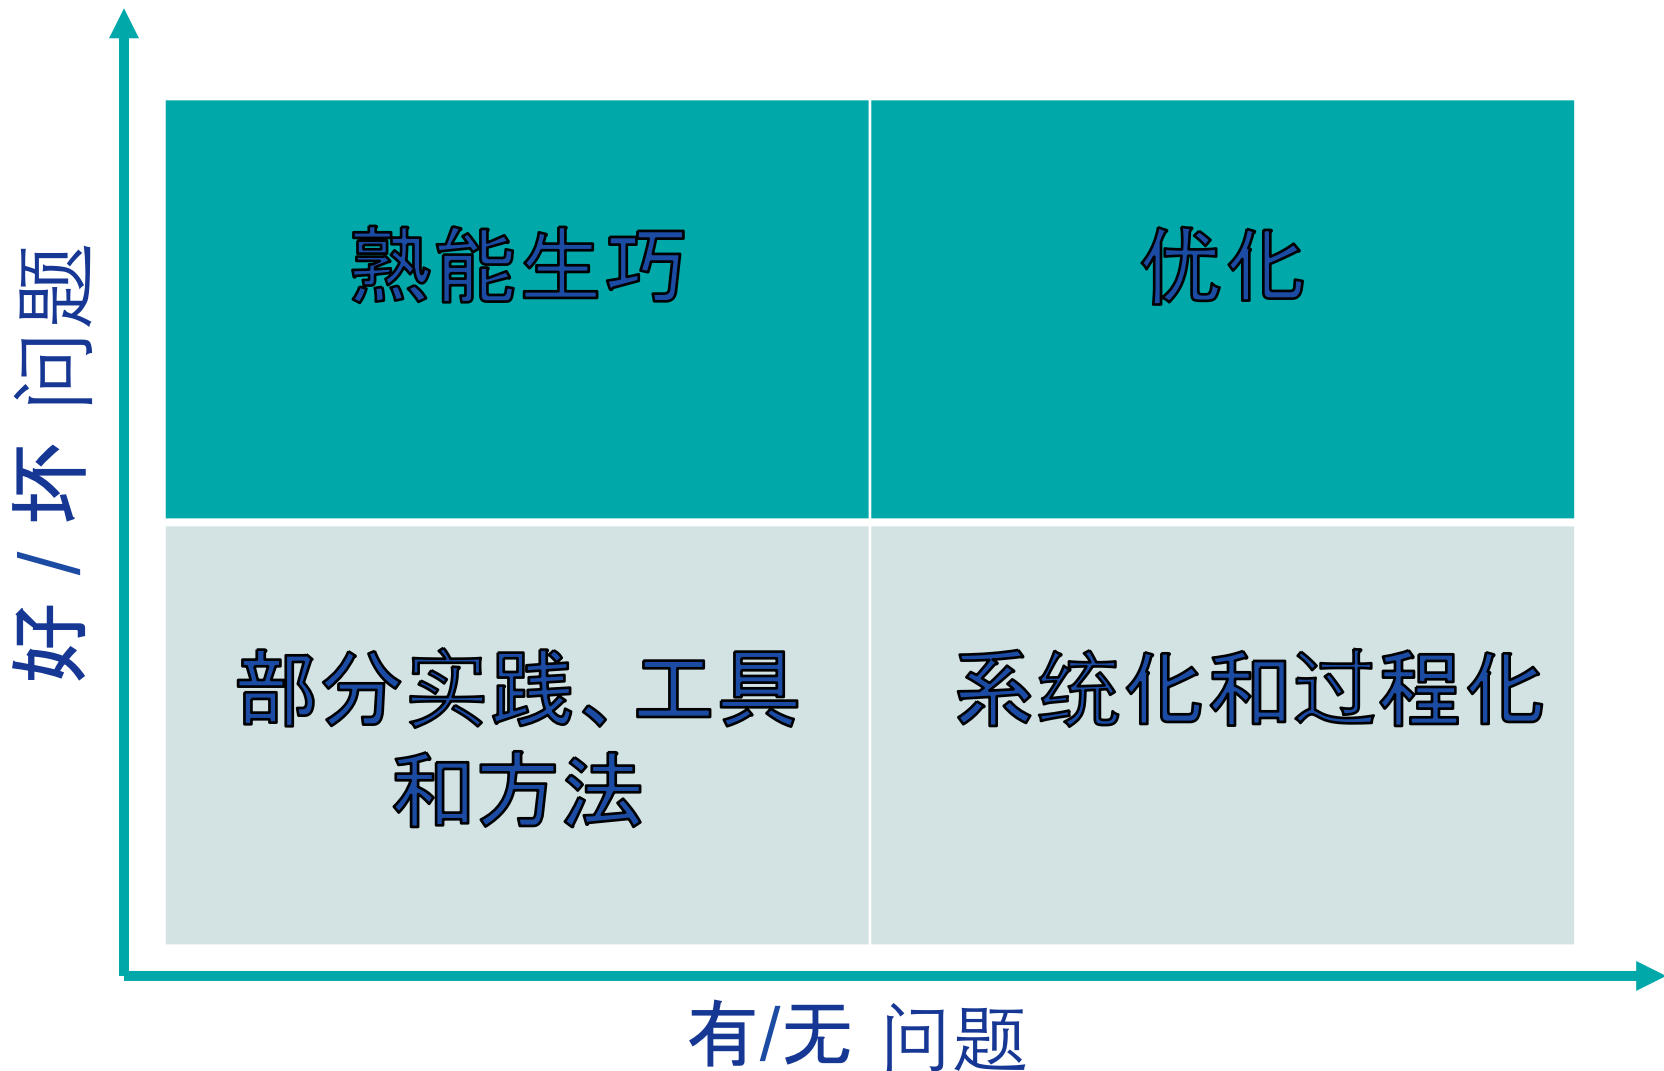 好 / 坏 问题
熟能生巧
优化
部分实践、工具
和方法
系统化和过程化
有/无 问题